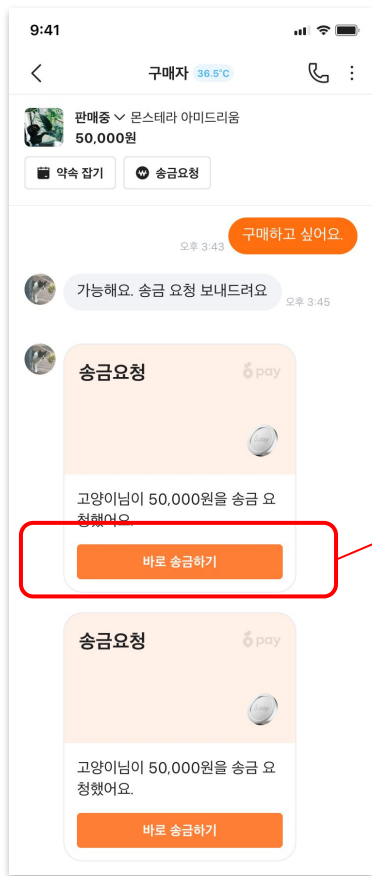 9:41
구매자 36.5°C
판매중 몬스테라 아미드리움
50,000원
약속 잡기
송금요청
구매하고 싶어요.
오후 3:43
가능해요. 송금 요청 보내드려요
오후 3:45
송금요청
pay
고양이님이 50,000원을 송금 요
청했어요.
바로 송금하기
송금요청
pay
고양이님이 50,000원을 송금 요
청했어요.
바로 송금하기